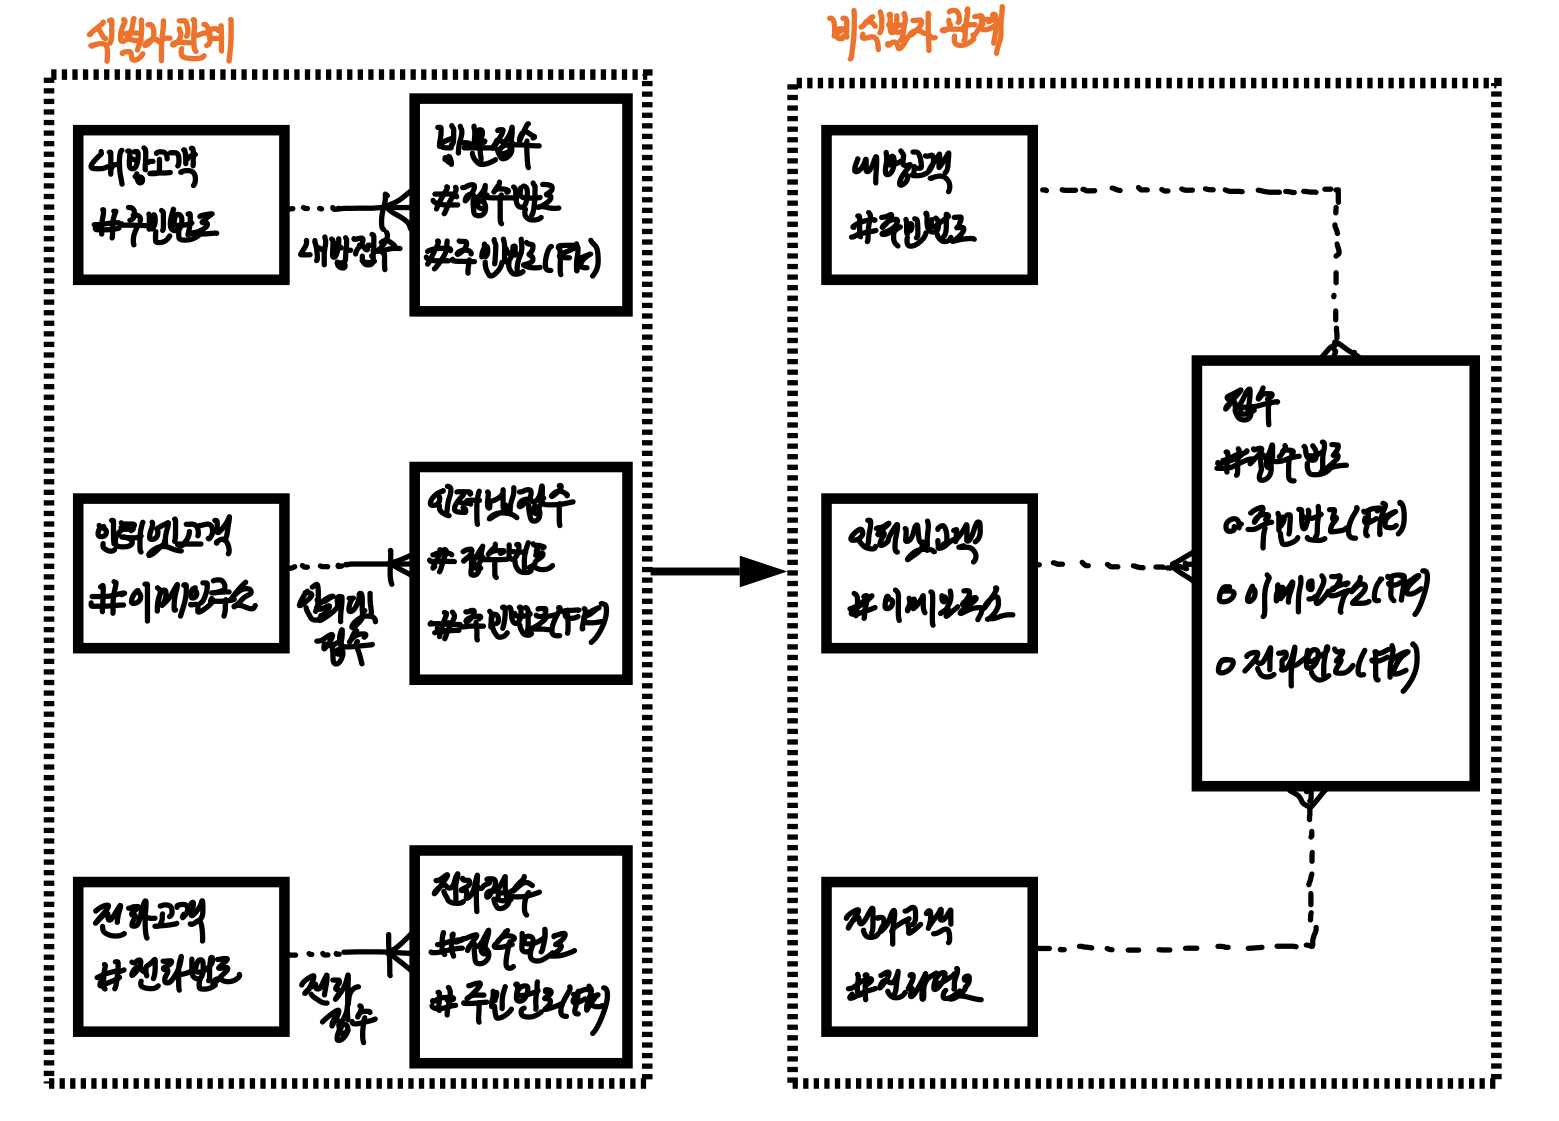 식별자 관계
내방고객
#주민번호
내방접수
방문접수
#접수번호
#주민번호(FK)
인터넷고객
#이메일주소
인터넷
접수
인터넷접수
#접수번호
#주민번호(FK)
전화고객
#전화번호
전화
접수
전화접수
#접수번호
#주민번호(FK)
비식별자 관계
내방고객
#주민번호
인터넷고객
#이메일주소
전화고객
#전화번호
접수
#접수번호
o주민번호(FK)
o이메일주소(FK)
o전화번호(FK)